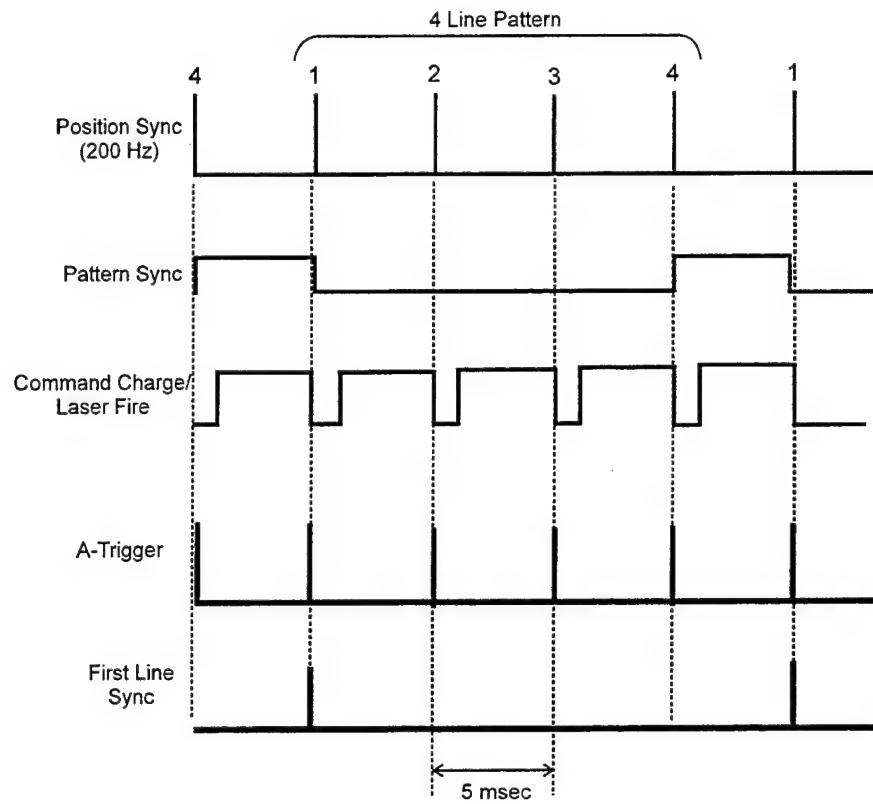 4 Line Pattern
4 1 2 3 4 1
Position Sync
(200 Hz)
Pattern Sync
Command Charge/
Laser Fire
A-Trigger
First Line
Sync
5 msec